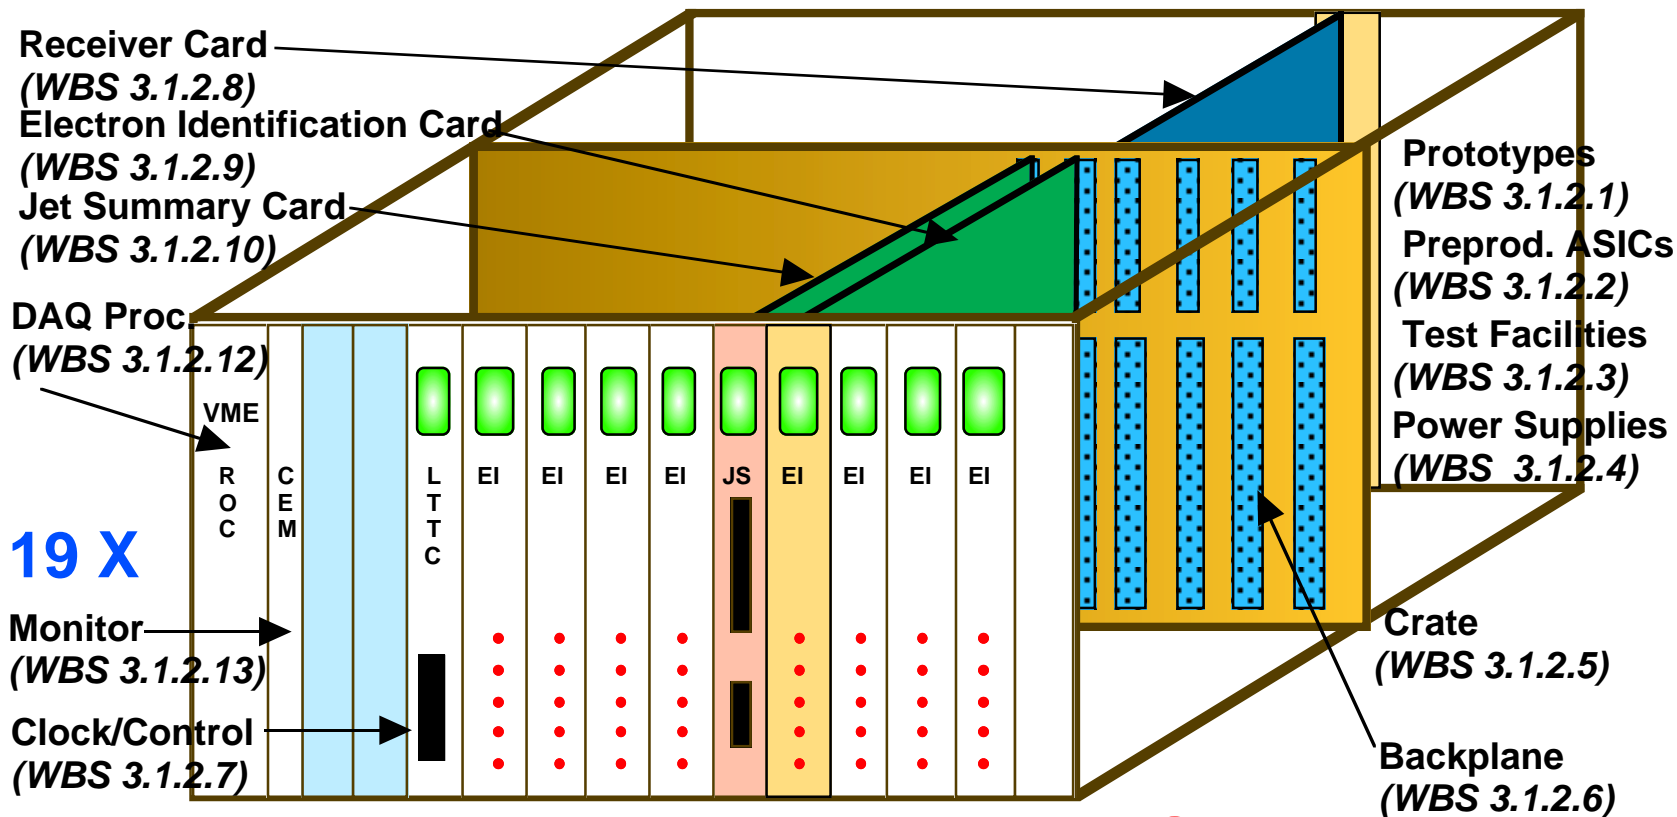 Receiver Card
(WBS 3.1.2.8)
Electron Identification Card
(WBS 3.1.2.9)
Jet Summary Card
(WBS 3.1.2.10)
DAQ Proc.
(WBS 3.1.2.12)
19 X
Monitor
(WBS 3.1.2.13)
Clock/Control
(WBS 3.1.2.7)
VME
ROC
CEM
LTTC
EI
EI
EI
EI
JS
EI
EI
EI
EI
Prototypes
(WBS 3.1.2.1)
Preprod. ASICs
(WBS 3.1.2.2)
Test Facilities
(WBS 3.1.2.3)
Power Supplies
(WBS 3.1.2.4)
Crate
(WBS 3.1.2.5)
Backplane
(WBS 3.1.2.6)